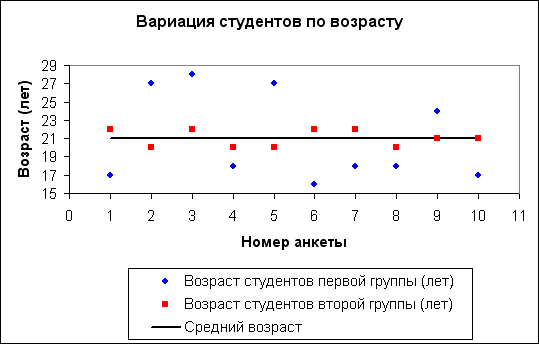 Вариация студентов по возрасту
Возраст (лет)
29
27
25
23
21
19
17
15
0 1 2 3 4 5 6 7 8 9 10 11
Номер анкеты
Возраст студентов первой группы (лет)
Возраст студентов второй группы (лет)
Средний возраст